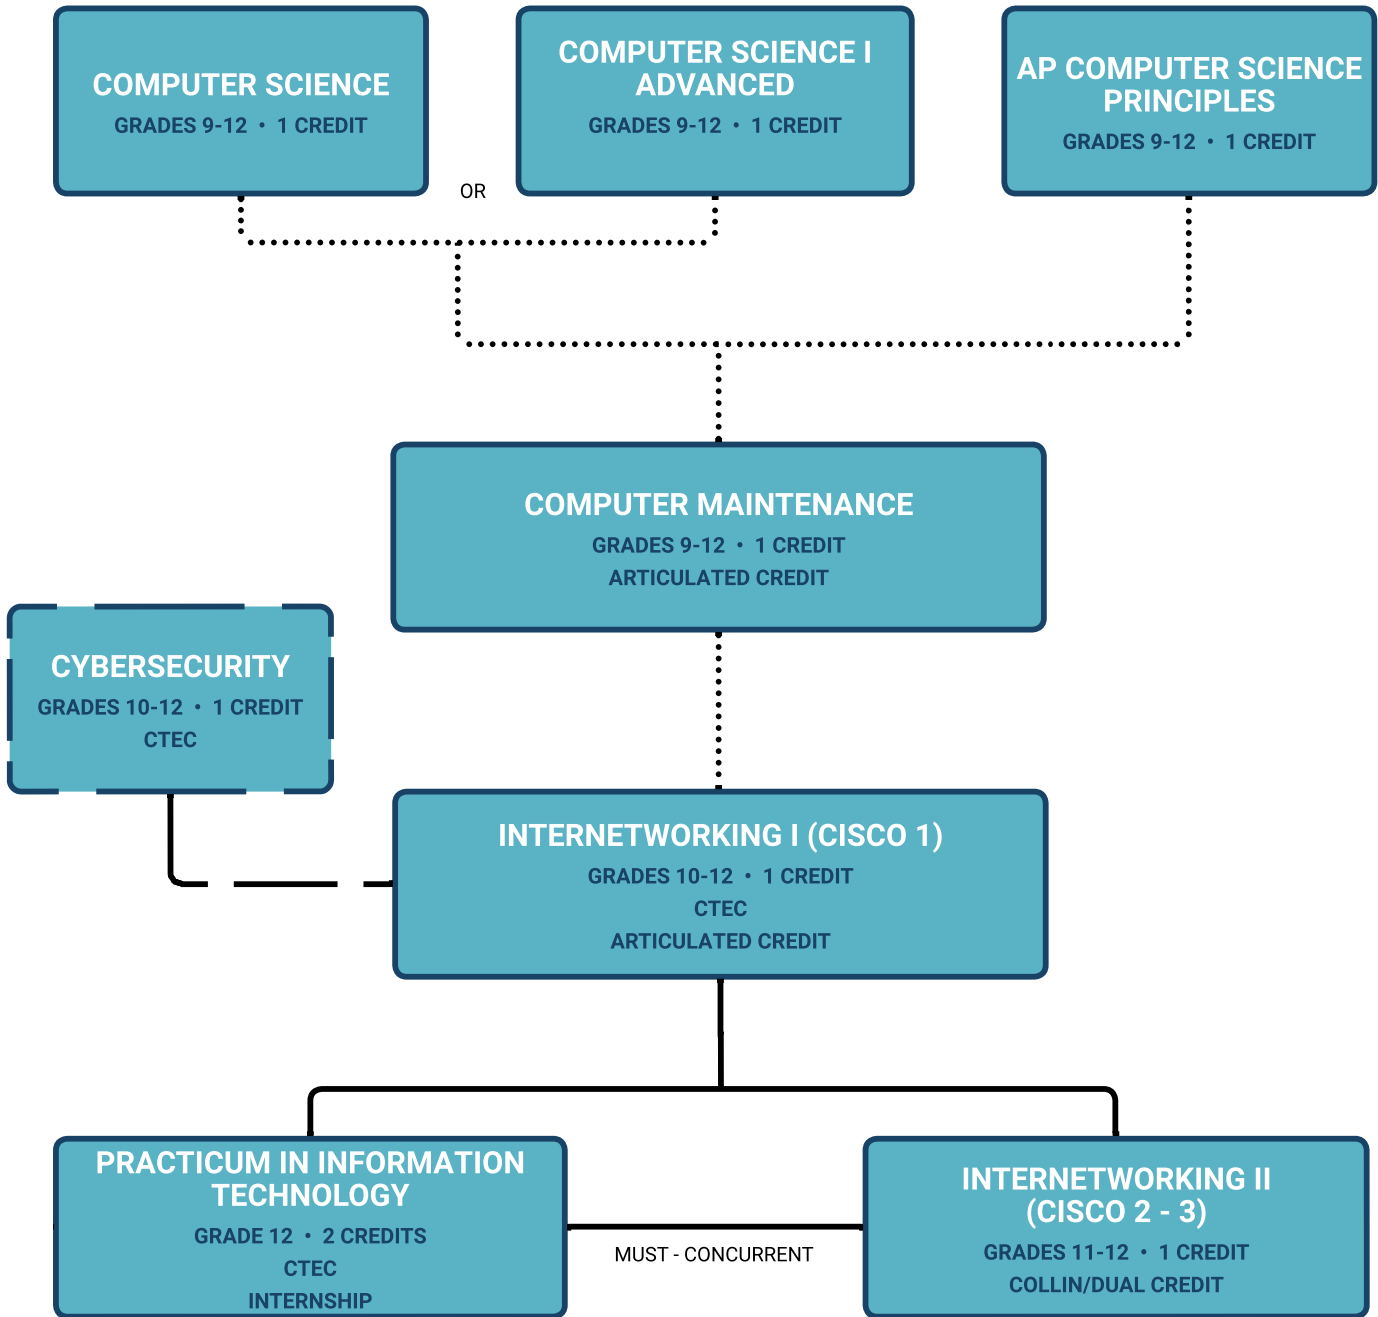 COMPUTER SCIENCE
GRADES 9-12 • 1 CREDIT
OR
COMPUTER SCIENCE I
ADVANCED
GRADES 9-12 • 1 CREDIT
AP COMPUTER SCIENCE
PRINCIPLES
GRADES 9-12 • 1 CREDIT
COMPUTER MAINTENANCE
GRADES 9-12 • 1 CREDIT
ARTICULATED CREDIT
CYBERSECURITY
GRADES 10-12 • 1 CREDIT
CTEC
INTERNETWORKING I (CISCO 1)
GRADES 10-12 • 1 CREDIT
CTEC
ARTICULATED CREDIT
PRACTICUM IN INFORMATION
TECHNOLOGY
GRADE 12 • 2 CREDITS
CTEC
INTERNSHIP
MUST - CONCURRENT
INTERNETWORKING II
(CISCO 2 - 3)
GRADES 11-12 • 1 CREDIT
COLLIN/DUAL CREDIT